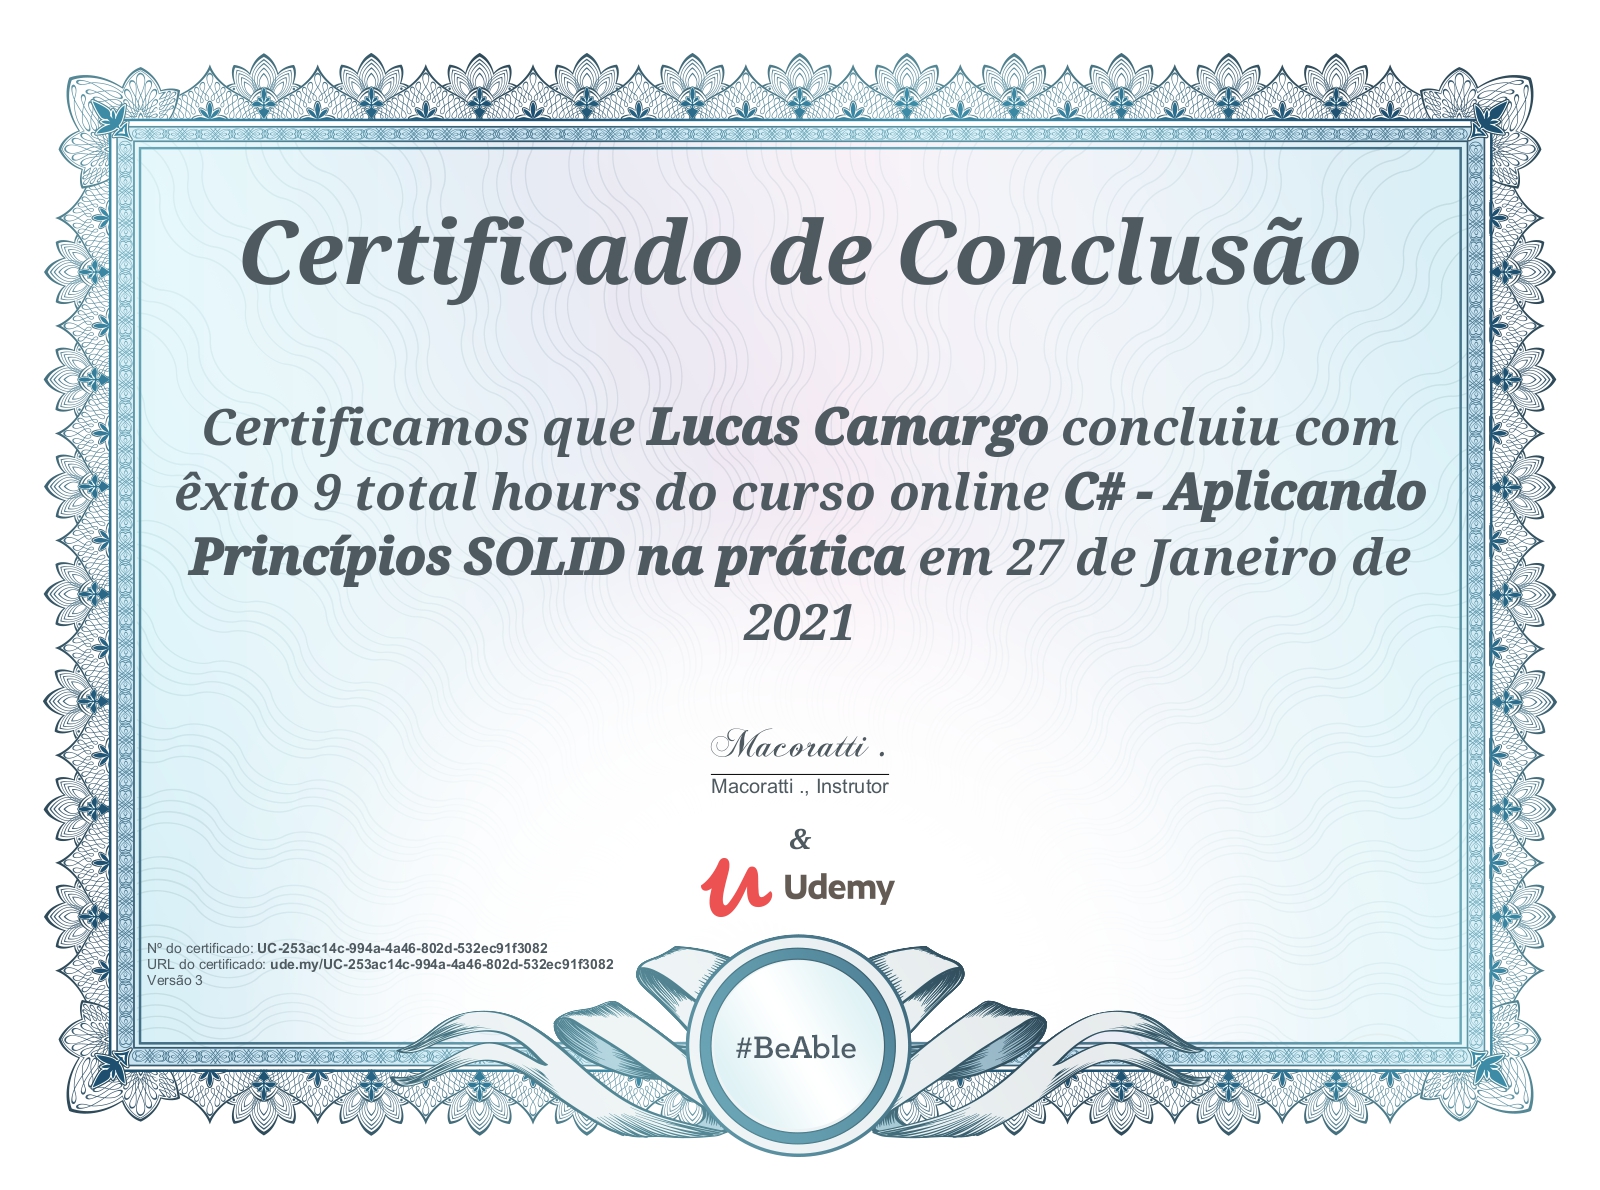 Certificado de Conclusão
Certificamos que Lucas Camargo concluiu com
êxito 9 total hours do curso online C# - Aplicando
Princípios SOLID na prática em 27 de Janeiro de
2021
Macoratti .
Macoratti ., Instrutor
&
Udemy
Nº do certificado: UC-253ac14c-994a-4a46-802d-532ec91f3082
URL do certificado: ude.my/UC-253ac14c-994a-4a46-802d-532ec91f3082
Versão 3
#BeAble